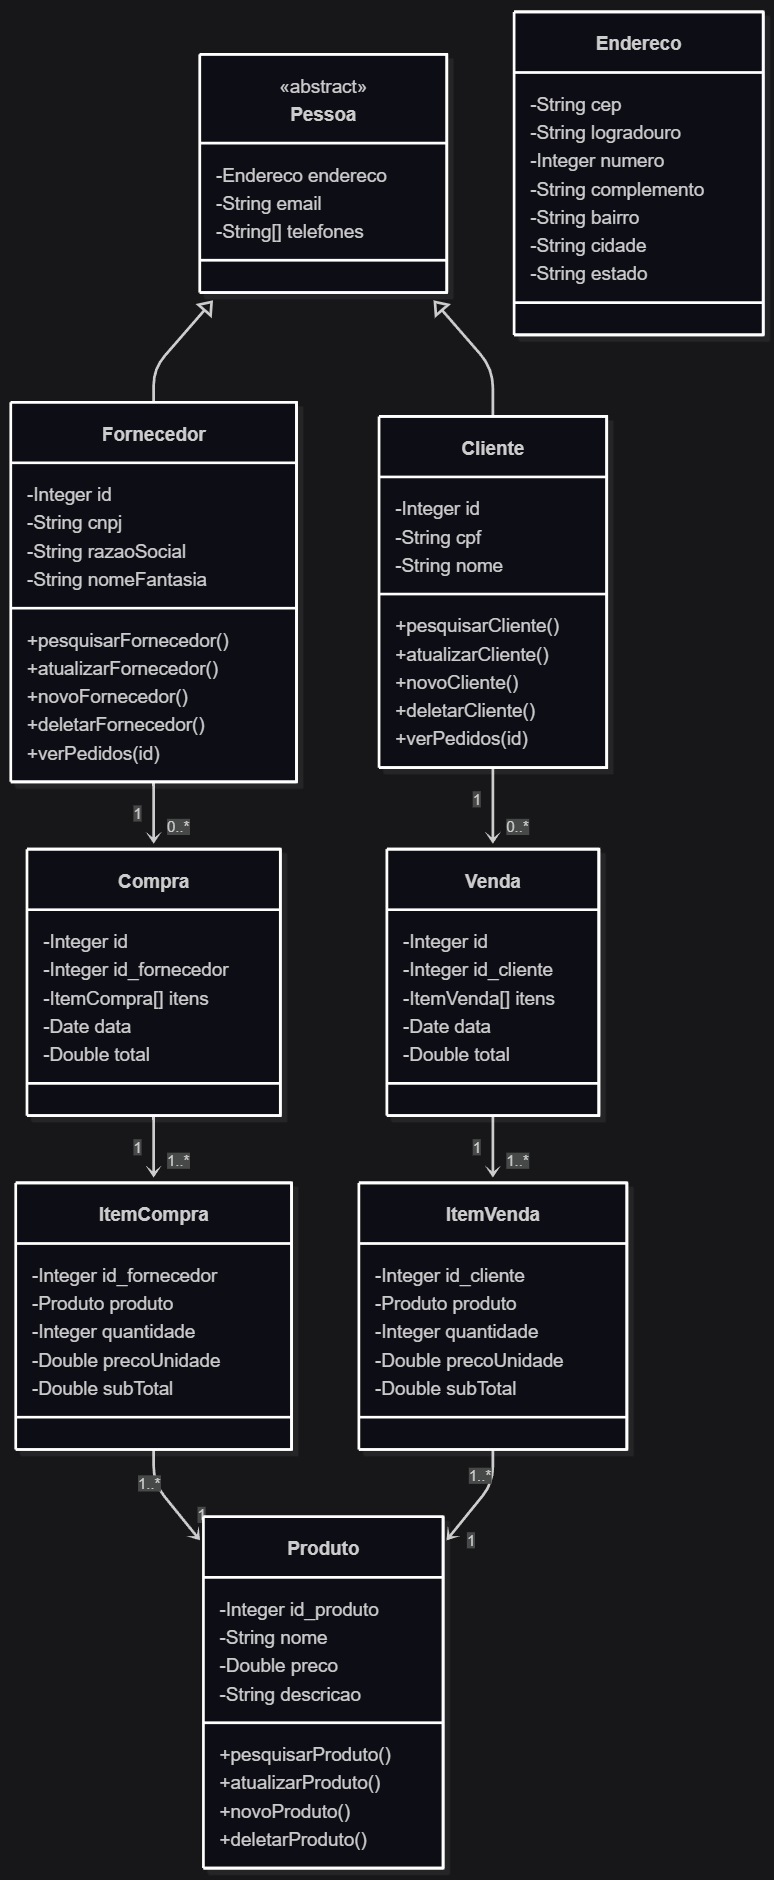 Endereco
-String cep
-String logradouro
-Integer numero
-String complemento
-String bairro
-String cidade
-String estado
«abstract»
Pessoa
-Endereco endereco
-String email
-String[] telefones
Fornecedor
-Integer id
-String cnpj
-String razaoSocial
-String nomeFantasia
+pesquisarFornecedor()
+atualizarFornecedor()
+novoFornecedor()
+deletarFornecedor()
+verPedidos(id)
Cliente
-Integer id
-String cpf
-String nome
+pesquisarCliente()
+atualizarCliente()
+novoCliente()
+deletarCliente()
+verPedidos(id)
1
0..*
1
0..*
Compra
-Integer id
-Integer id_fornecedor
-ItemCompra[] itens
-Date data
-Double total
Venda
-Integer id
-Integer id_cliente
-ItemVenda[] itens
-Date data
-Double total
1
1..*
1
1..*
ItemCompra
-Integer id_fornecedor
-Produto produto
-Integer quantidade
-Double precoUnidade
-Double subTotal
ItemVenda
-Integer id_cliente
-Produto produto
-Integer quantidade
-Double precoUnidade
-Double subTotal
1..*
1
1..*
1
Produto
-Integer id_produto
-String nome
-Double preco
-String descricao
+pesquisarProduto()
+atualizarProduto()
+novoProduto()
+deletarProduto()